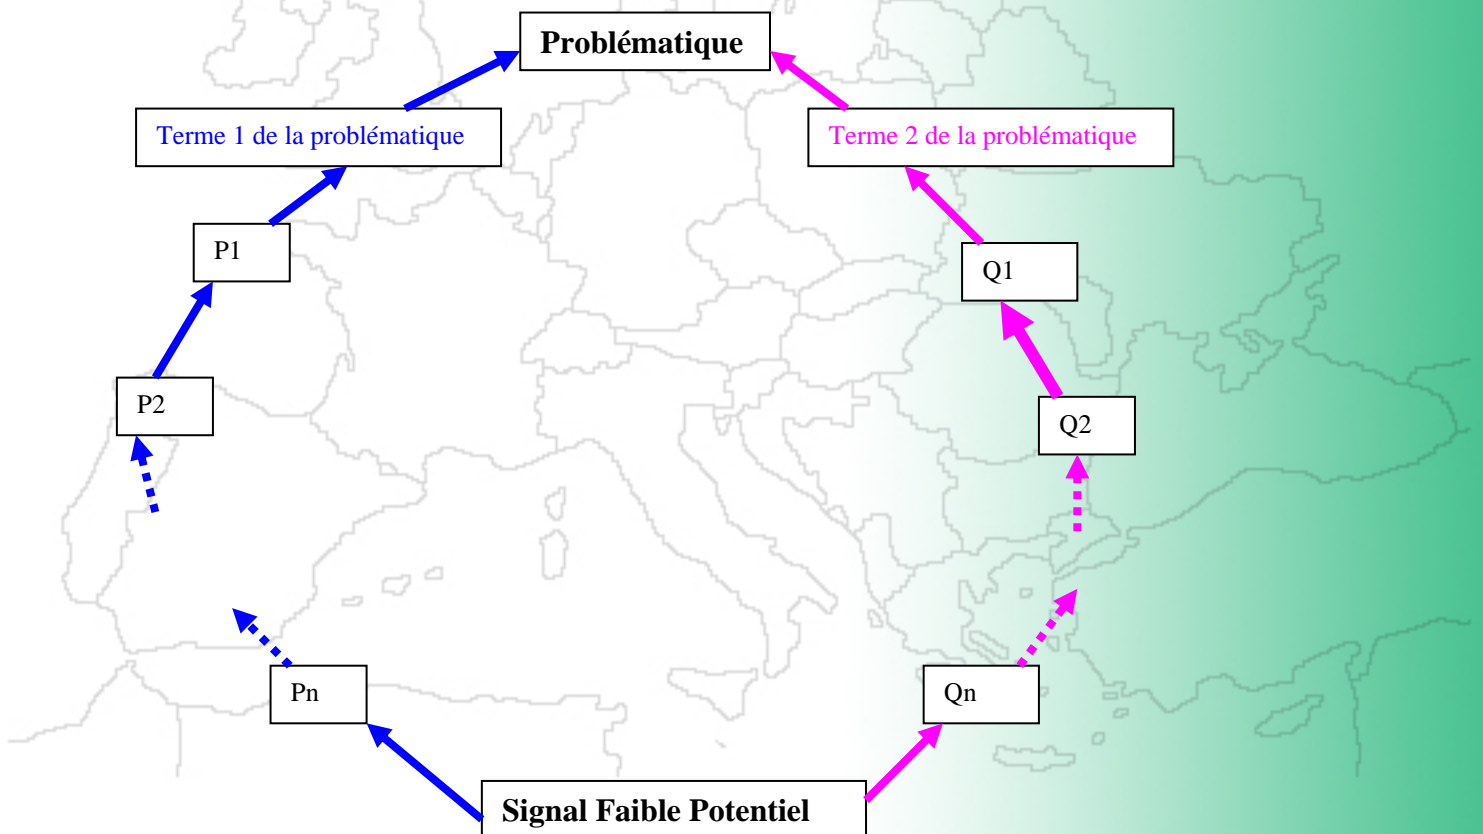 Problématique
Terme 1 de la problématique
Terme 2 de la problématique
P1
Q1
P2
Q2
Pn
Qn
Signal Faible Potentiel